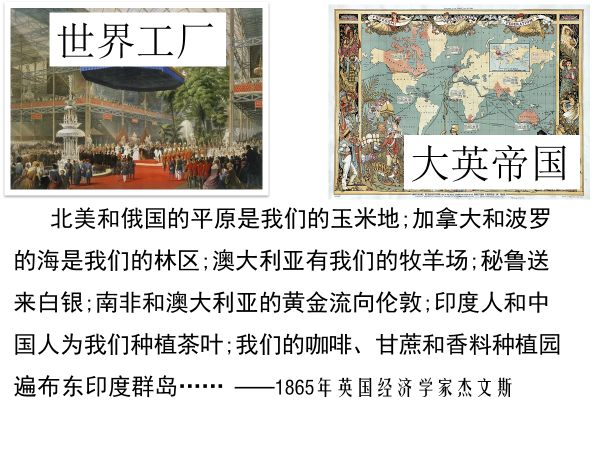 世界工厂
大英帝国
北美和俄国的平原是我们的玉米地;加拿大和波罗
的海是我们的林区;澳大利亚有我们的牧羊场;秘鲁送
来白银;南非和澳大利亚的黄金流向伦敦;印度人和中
国人为我们种植茶叶;我们的咖啡、甘蔗和香料种植园
遍布东印度群岛…… ——1865年英国经济学家杰文斯